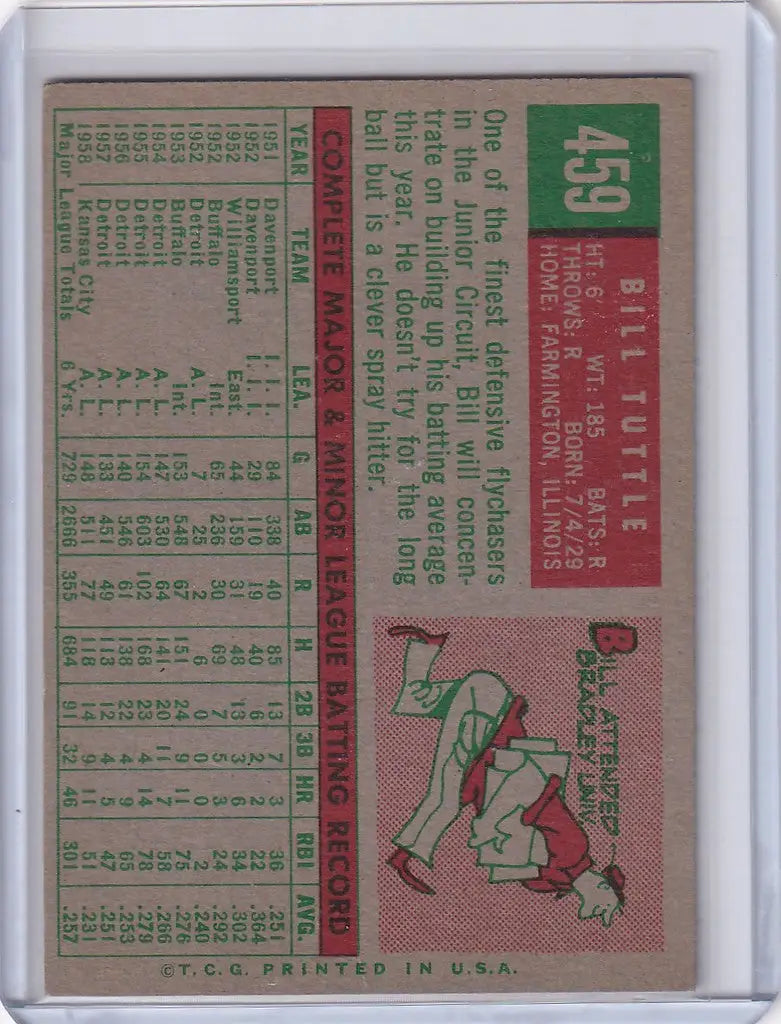 459
BILL TUTTLE
HT: 6' WT: 185 BATS: R
THROWS: R BORN: 7/4/29
HOME: FARMINGTON, ILLINOIS
One of the finest defensive flychasers
in the Junior Circuit, Bill will concen-
trate on building up his batting average
this year. He doesn't try for the long
ball but is a clever spray hitter.
BILL ATTENDED
BRADLEY UNIV.
COMPLETE MAJOR & MINOR LEAGUE BATTING RECORD
YEAR TEAM LEA. G AB R H 2B 3B HR RBI AVG.
1951 Davenport I. I. I. 84 338 40 85 13 7 3 36 .251
1952 Davenport I. I. I. 29 110 19 40 6 2 2 22 .364
1952 Williamsport East. 44 159 31 48 13 3 6 34 .302
1952 Buffalo Int. 65 236 30 69 7 5 3 24 .292
1952 Detroit A. L. 7 25 2 6 0 0 0 2 .240
1953 Buffalo Int. 153 548 67 151 24 9 11 75 .276
1954 Detroit A. L. 147 530 64 141 20 11 7 58 .266
1955 Detroit A. L. 154 603 102 168 23 4 14 78 .279
1956 Detroit A. L. 140 546 61 138 22 4 9 65 .253
1957 Detroit A. L. 133 451 49 113 12 4 5 47 .251
1958 Kansas City A. L. 148 511 77 118 14 9 11 51 .231
Major League Totals 6 Yrs. 729 2666 355 684 91 32 46 301 .257
©T. C. G. PRINTED IN U.S.A.